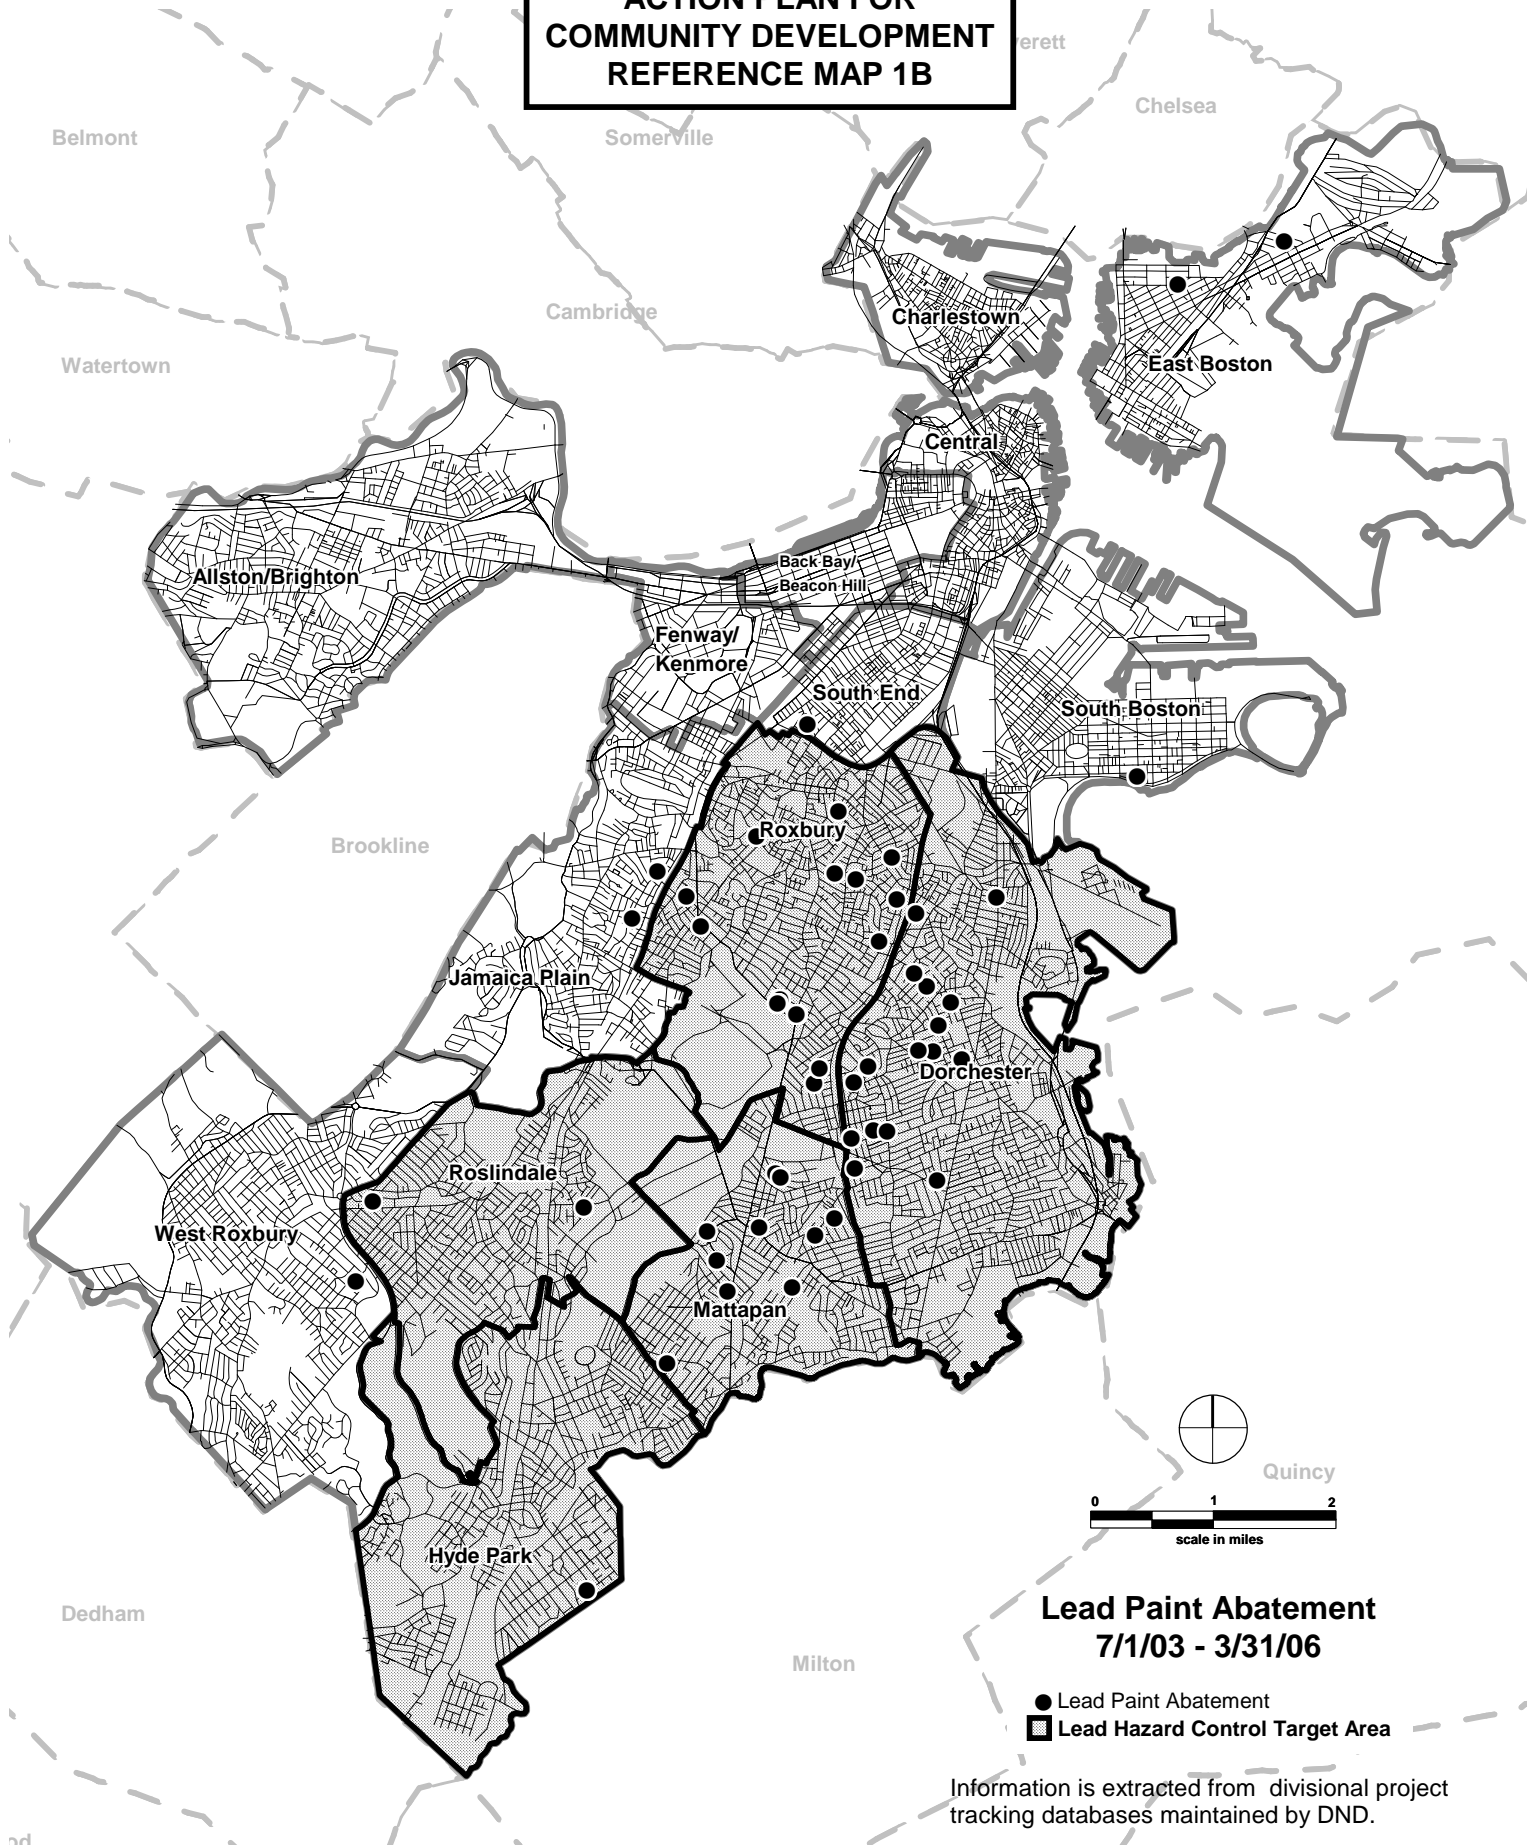 ACTION PLAN FOR
COMMUNITY DEVELOPMENT
REFERENCE MAP 1B
Chelsea
Belmont
Somerville
Cambridge
Charlestown
Watertown
East Boston
Central
Back Bay/
Beacon Hill
Allston/Brighton
Fenway/
Kenmore
South End
South Boston
Brookline
Roxbury
Jamaica Plain
Dorchester
Roslindale
West Roxbury
Mattapan
Quincy
0 1 2
scale in miles
Hyde Park
Dedham
Milton
Lead Paint Abatement
7/1/03 - 3/31/06
Lead Paint Abatement
Lead Hazard Control Target Area
Information is extracted from divisional project
tracking databases maintained by DND.